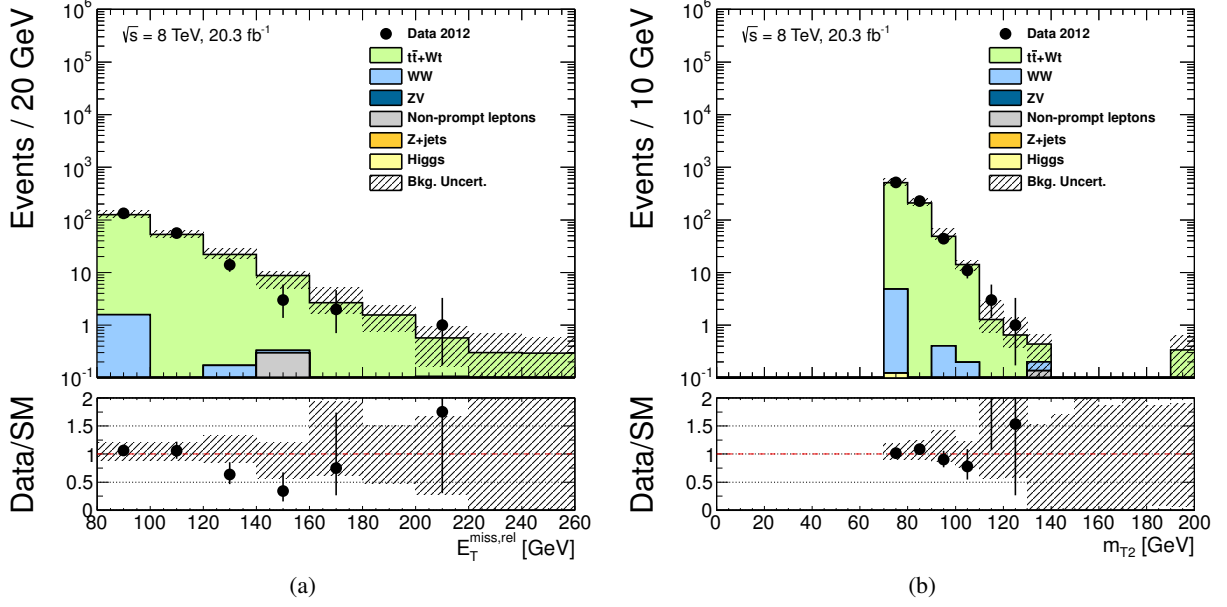 Events / 20 GeV
10⁶
10⁵
10⁴
10³
10²
10
1
10⁻¹
√s = 8 TeV, 20.3 fb⁻¹
Data 2012
tt̄+Wt
WW
ZV
Non-prompt leptons
Z+jets
Higgs
Bkg. Uncert.
Data/SM
2
1.5
1
0.5
0
80 100 120 140 160 180 200 220 240 260
E_T^miss,rel [GeV]
(a)
Events / 10 GeV
10⁶
10⁵
10⁴
10³
10²
10
1
10⁻¹
√s = 8 TeV, 20.3 fb⁻¹
Data 2012
tt̄+Wt
WW
ZV
Non-prompt leptons
Z+jets
Higgs
Bkg. Uncert.
Data/SM
2
1.5
1
0.5
0
0 20 40 60 80 100 120 140 160 180 200
m_T2 [GeV]
(b)